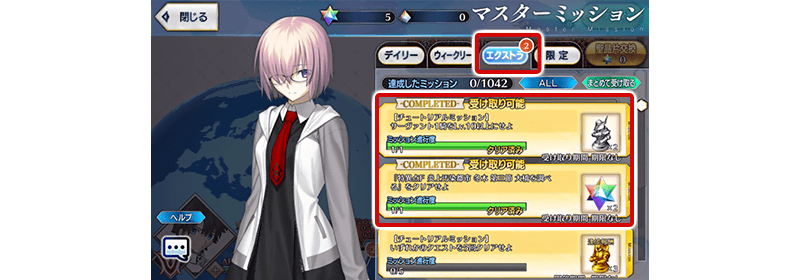 閉じる
5
0
マスターミッション
Master Mission
デイリー
ウィークリー
エクストラ
2
限定
聖晶片交換
0
達成したミッション 0/1042
ALL
まとめて受け取る
COMPLETED 受け取り可能
【チュートリアルミッション】
サーヴァント1騎をLv.10以上にせよ
ミッション進行度
1/1
クリア済み
×2
受け取り期間:期限なし
COMPLETED 受け取り可能
『特異点F 炎上汚染都市 冬木 第三節 大橋を調べ
る』をクリアせよ
ミッション進行度
1/1
クリア済み
×2
受け取り期間:期限なし
【チュートリアルミッション】
いずれかのクエストを5回クリアせよ
ミッション進行度
0/5
×3
ヘルプ